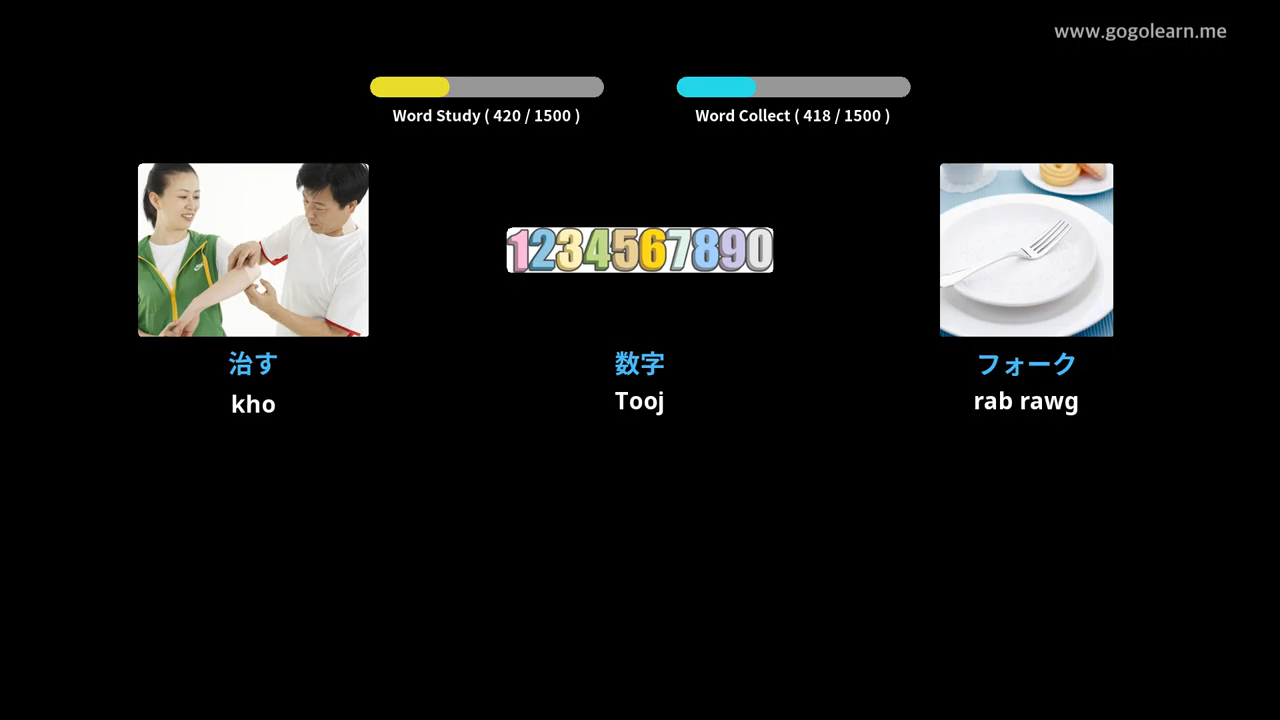 www.gogolearn.me
Word Study ( 420 / 1500 )
Word Collect ( 418 / 1500 )
1234567890
治す
数字
フォーク
kho
Tooj
rab rawg